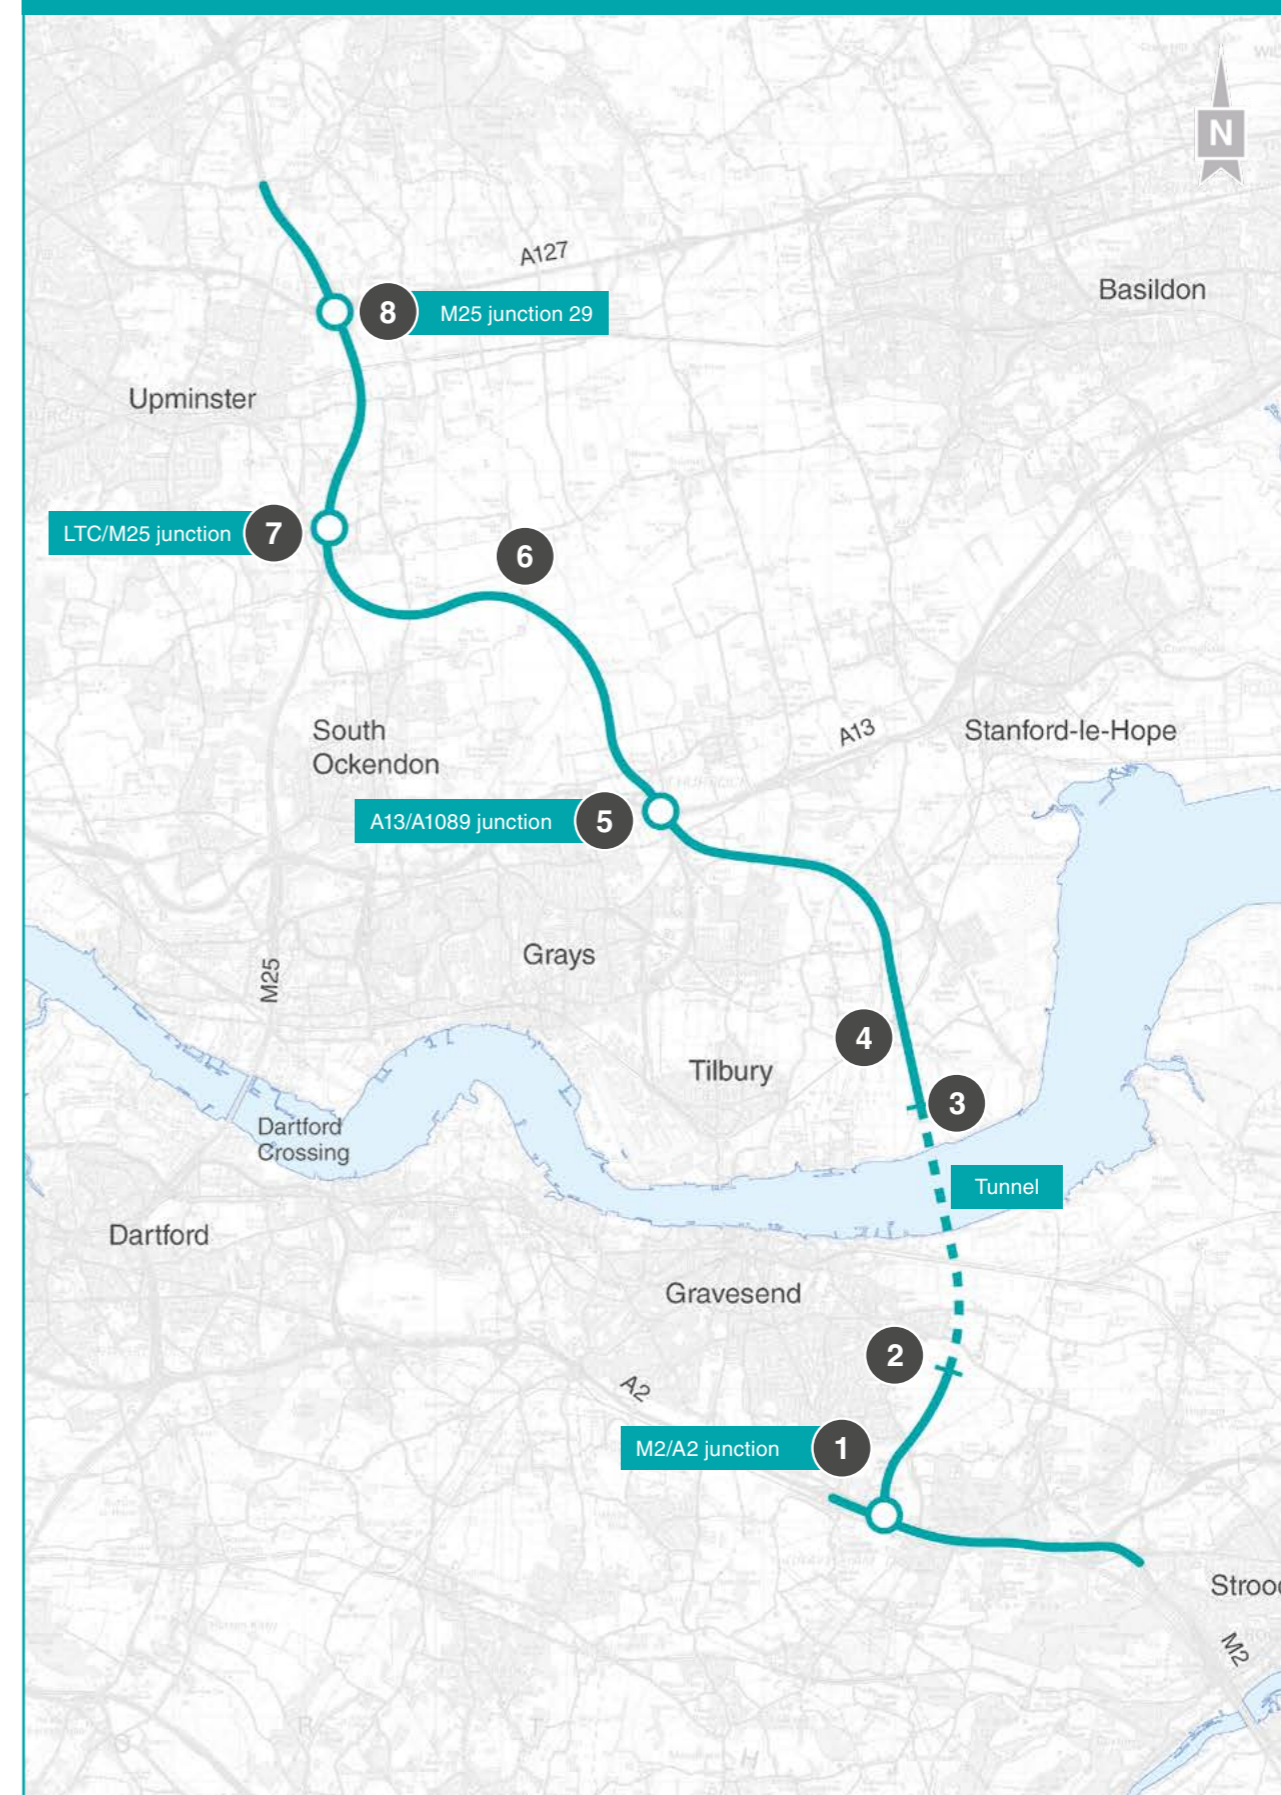 N
A127
Basildon
8
M25 junction 29
Upminster
LTC/M25 junction
7
6
South
Ockendon
A13
Stanford-le-Hope
A13/A1089 junction
5
Grays
M25
4
Tilbury
3
Dartford
Crossing
Tunnel
Dartford
Gravesend
2
A2
M2/A2 junction
1
Strood
M2